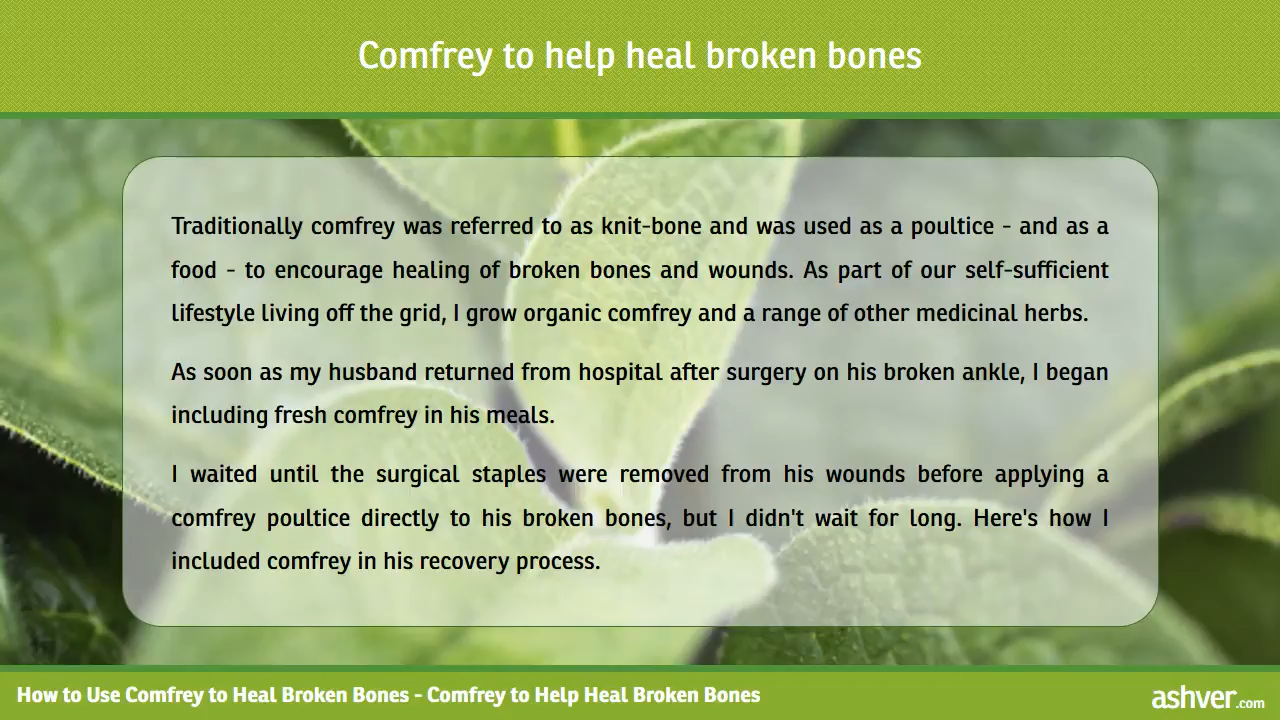 Comfrey to help heal broken bones
Traditionally comfrey was referred to as knit-bone and was used as a poultice - and as a
food - to encourage healing of broken bones and wounds. As part of our self-sufficient
lifestyle living off the grid, I grow organic comfrey and a range of other medicinal herbs.
As soon as my husband returned from hospital after surgery on his broken ankle, I began
including fresh comfrey in his meals.
I waited until the surgical staples were removed from his wounds before applying a
comfrey poultice directly to his broken bones, but I didn't wait for long. Here's how I
included comfrey in his recovery process.
How to Use Comfrey to Heal Broken Bones - Comfrey to Help Heal Broken Bones
ashver.com